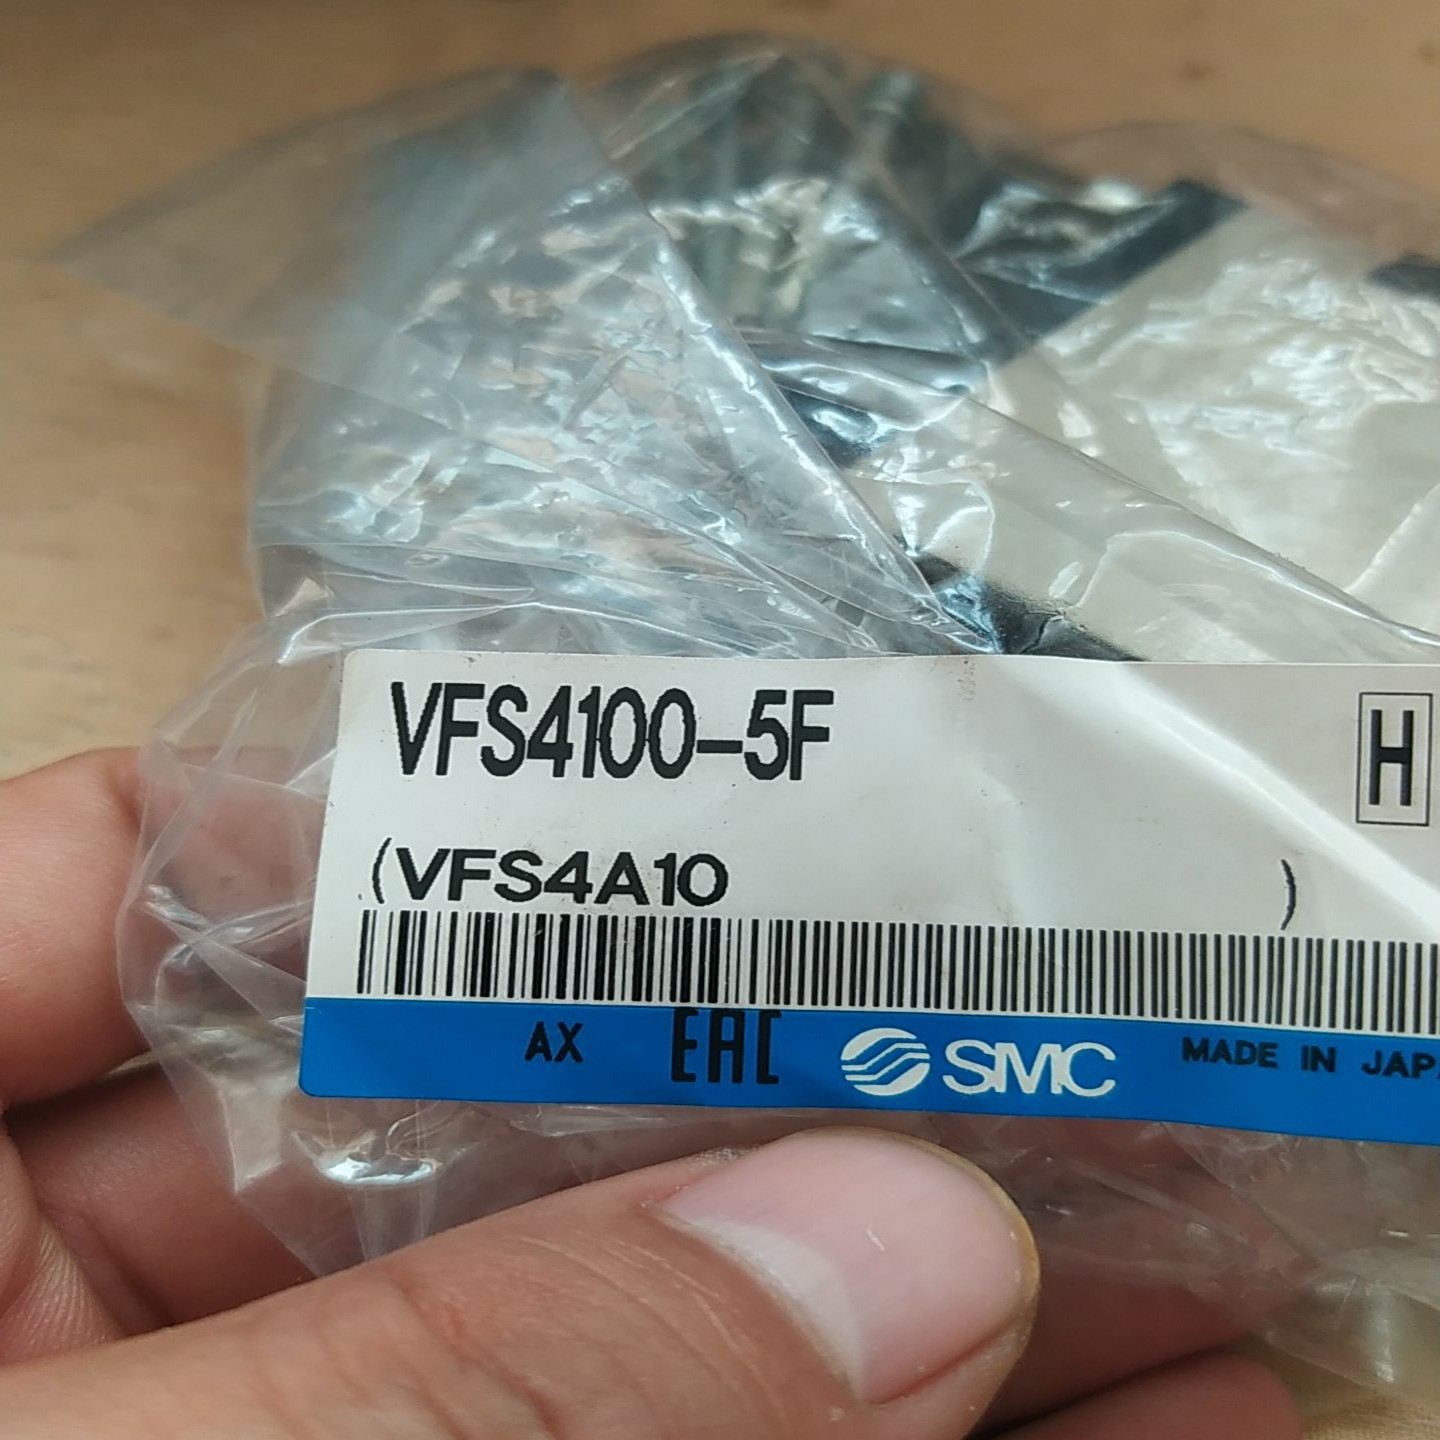 VFS4100-5F
H
(VFS4A10 )
AX EAC SMC MADE IN JAPA